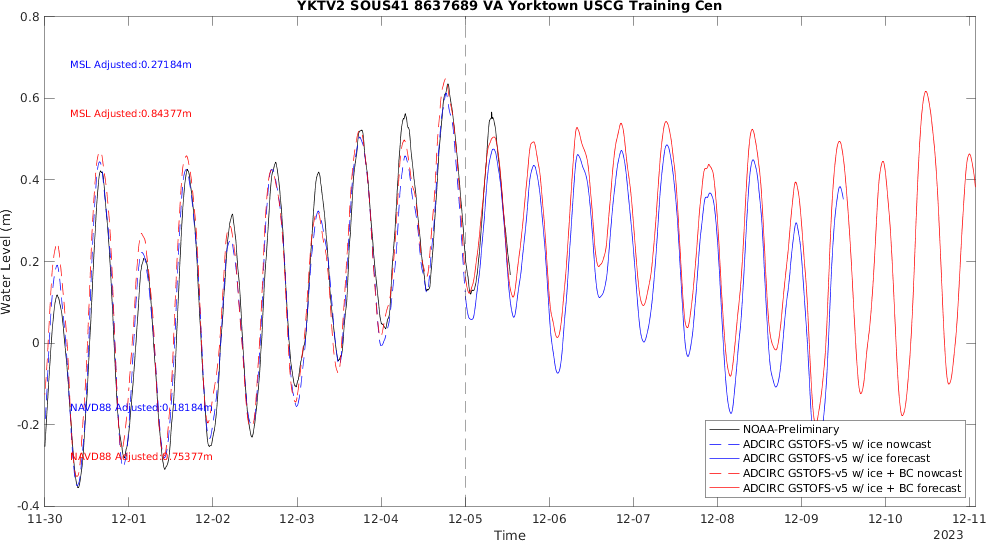 YKTV2 SOUS41 8637689 VA Yorktown USCG Training Cen
0.8
0.6
0.4
0.2
0
-0.2
-0.4
Water Level (m)
MSL Adjusted:0.27184m
MSL Adjusted:0.84377m
NAVD88 Adjusted:0.18184m
NAVD88 Adjusted:0.75377m
NOAA-Preliminary
ADCIRC GSTOFS-v5 w/ ice nowcast
ADCIRC GSTOFS-v5 w/ ice forecast
ADCIRC GSTOFS-v5 w/ ice + BC nowcast
ADCIRC GSTOFS-v5 w/ ice + BC forecast
11-30 12-01 12-02 12-03 12-04 12-05 12-06 12-07 12-08 12-09 12-10 12-11
Time
2023